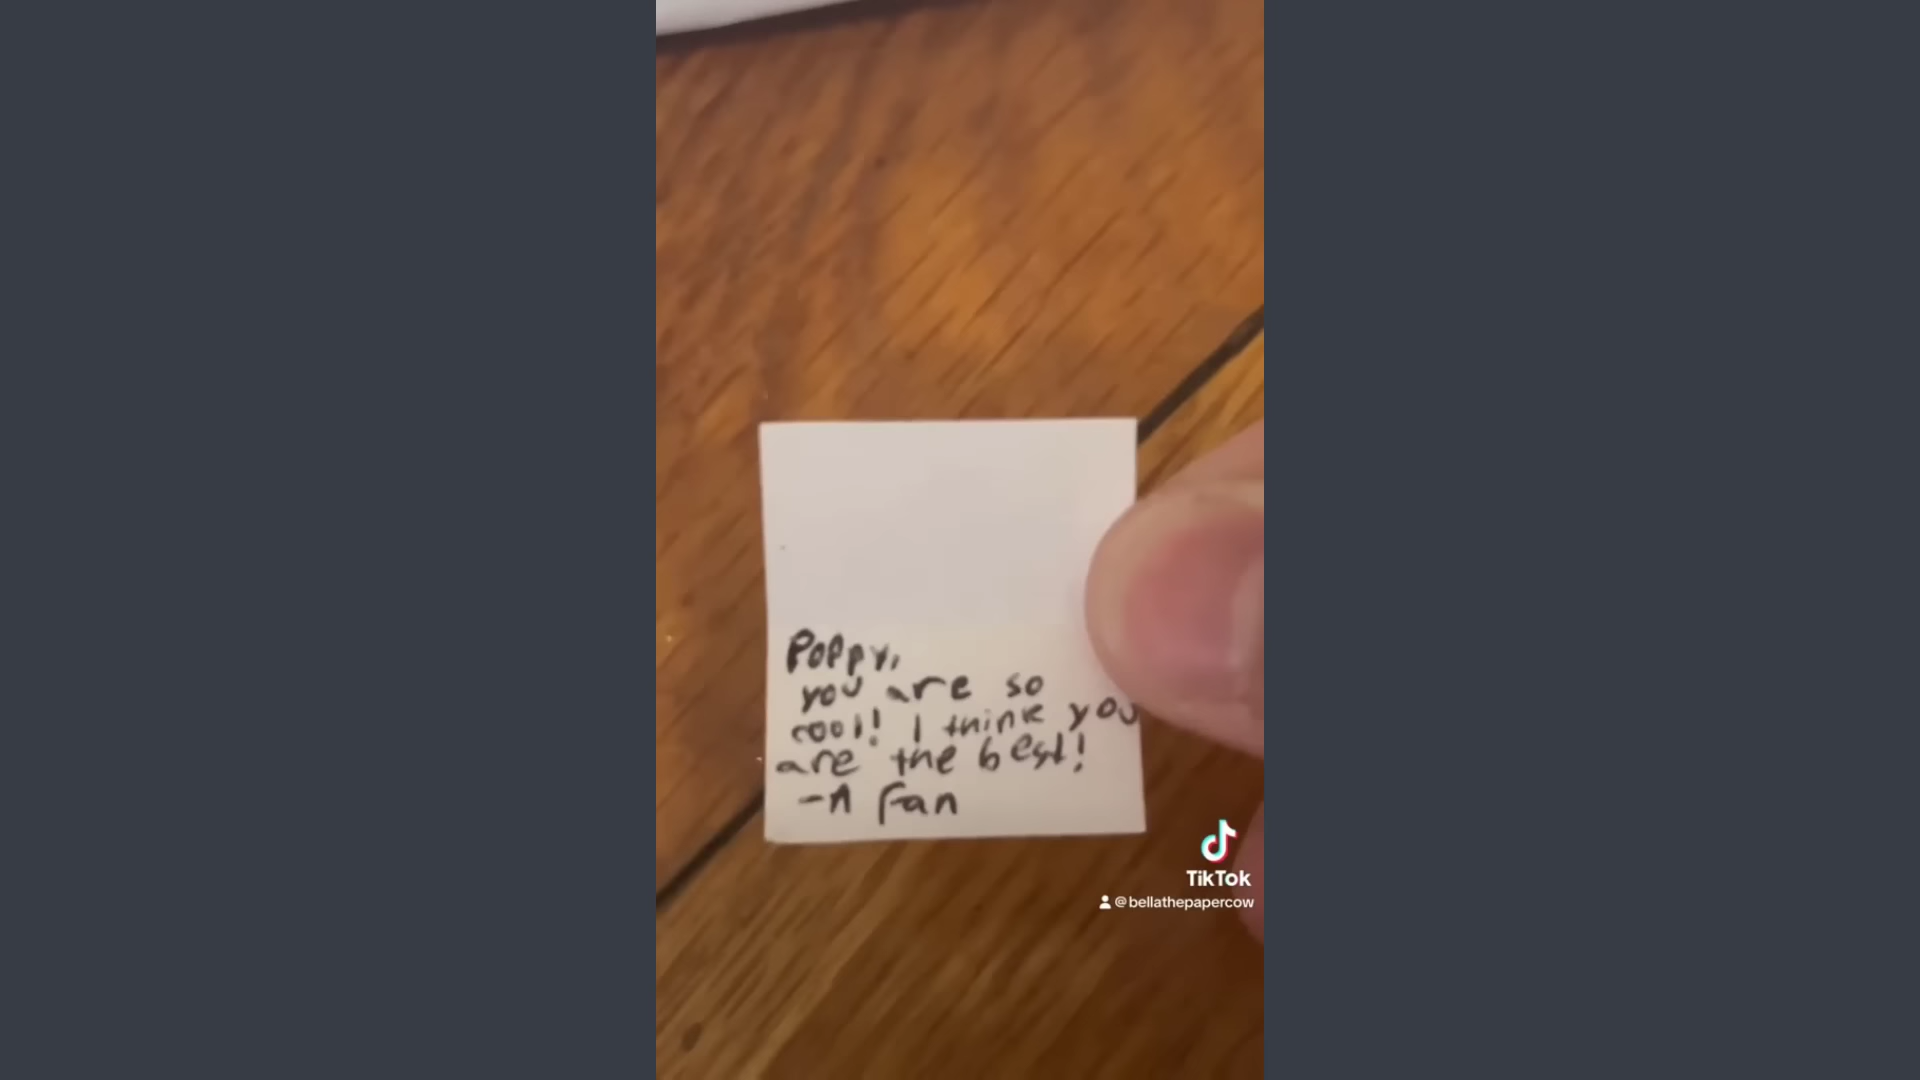 Poppy,
you are so
cool! I think you
are the best!
-A fan
TikTok
@bellathepapercow